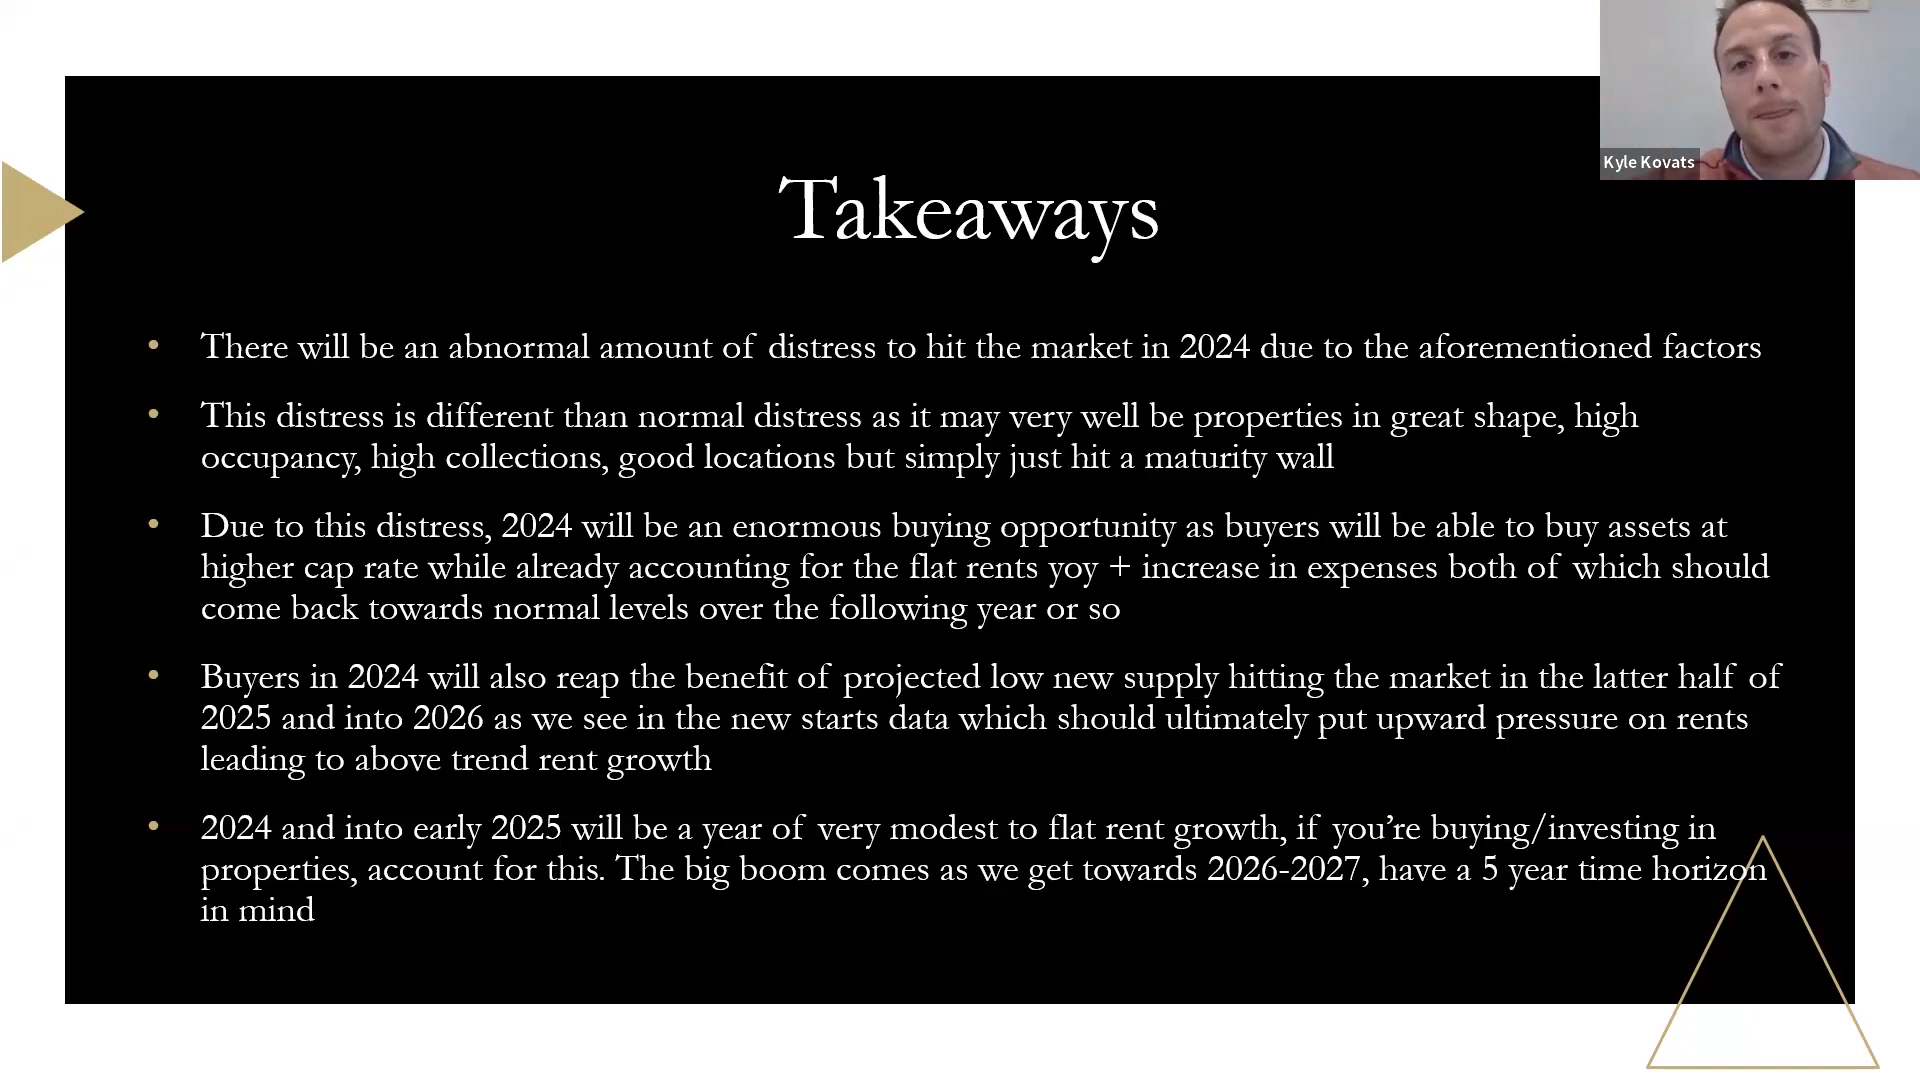 Kyle Kovats
Takeaways
• There will be an abnormal amount of distress to hit the market in 2024 due to the aforementioned factors
• This distress is different than normal distress as it may very well be properties in great shape, high
occupancy, high collections, good locations but simply just hit a maturity wall
• Due to this distress, 2024 will be an enormous buying opportunity as buyers will be able to buy assets at
higher cap rate while already accounting for the flat rents yoy + increase in expenses both of which should
come back towards normal levels over the following year or so
• Buyers in 2024 will also reap the benefit of projected low new supply hitting the market in the latter half of
2025 and into 2026 as we see in the new starts data which should ultimately put upward pressure on rents
leading to above trend rent growth
• 2024 and into early 2025 will be a year of very modest to flat rent growth, if you’re buying/investing in
properties, account for this. The big boom comes as we get towards 2026-2027, have a 5 year time horizon
in mind